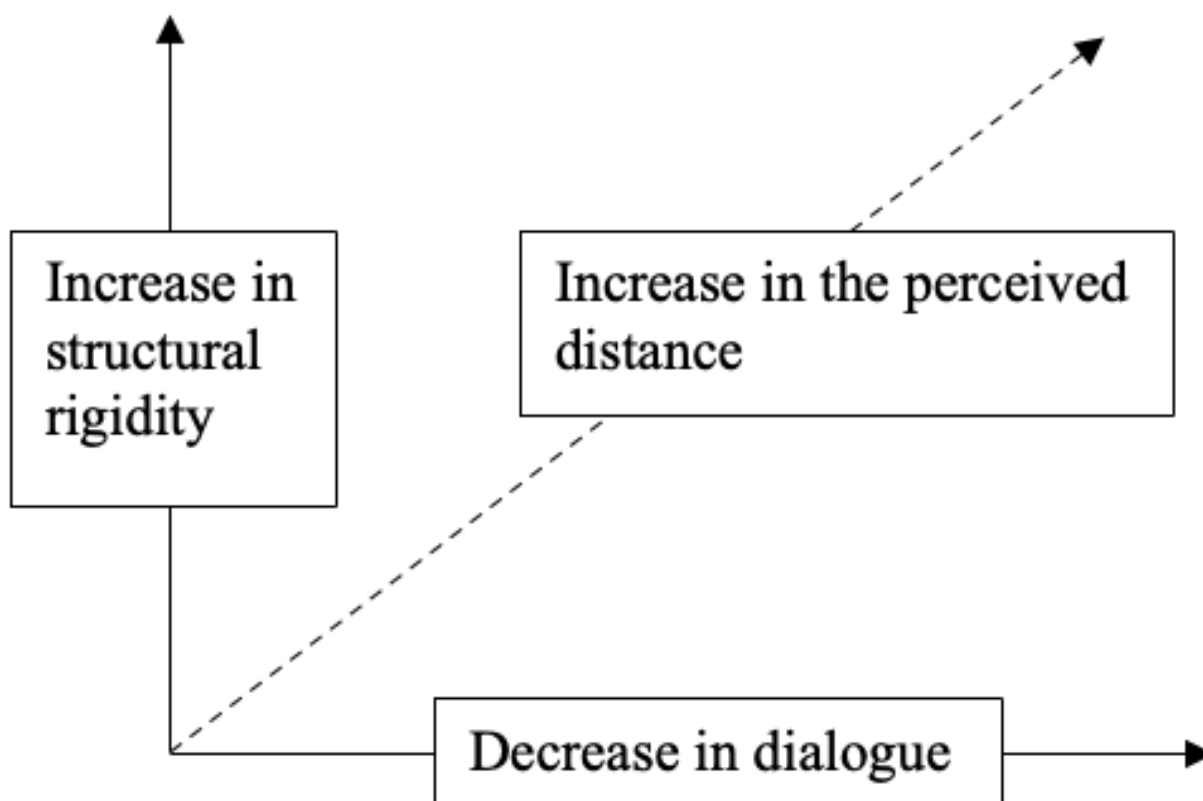 Increase in
structural
rigidity
Increase in the perceived
distance
Decrease in dialogue